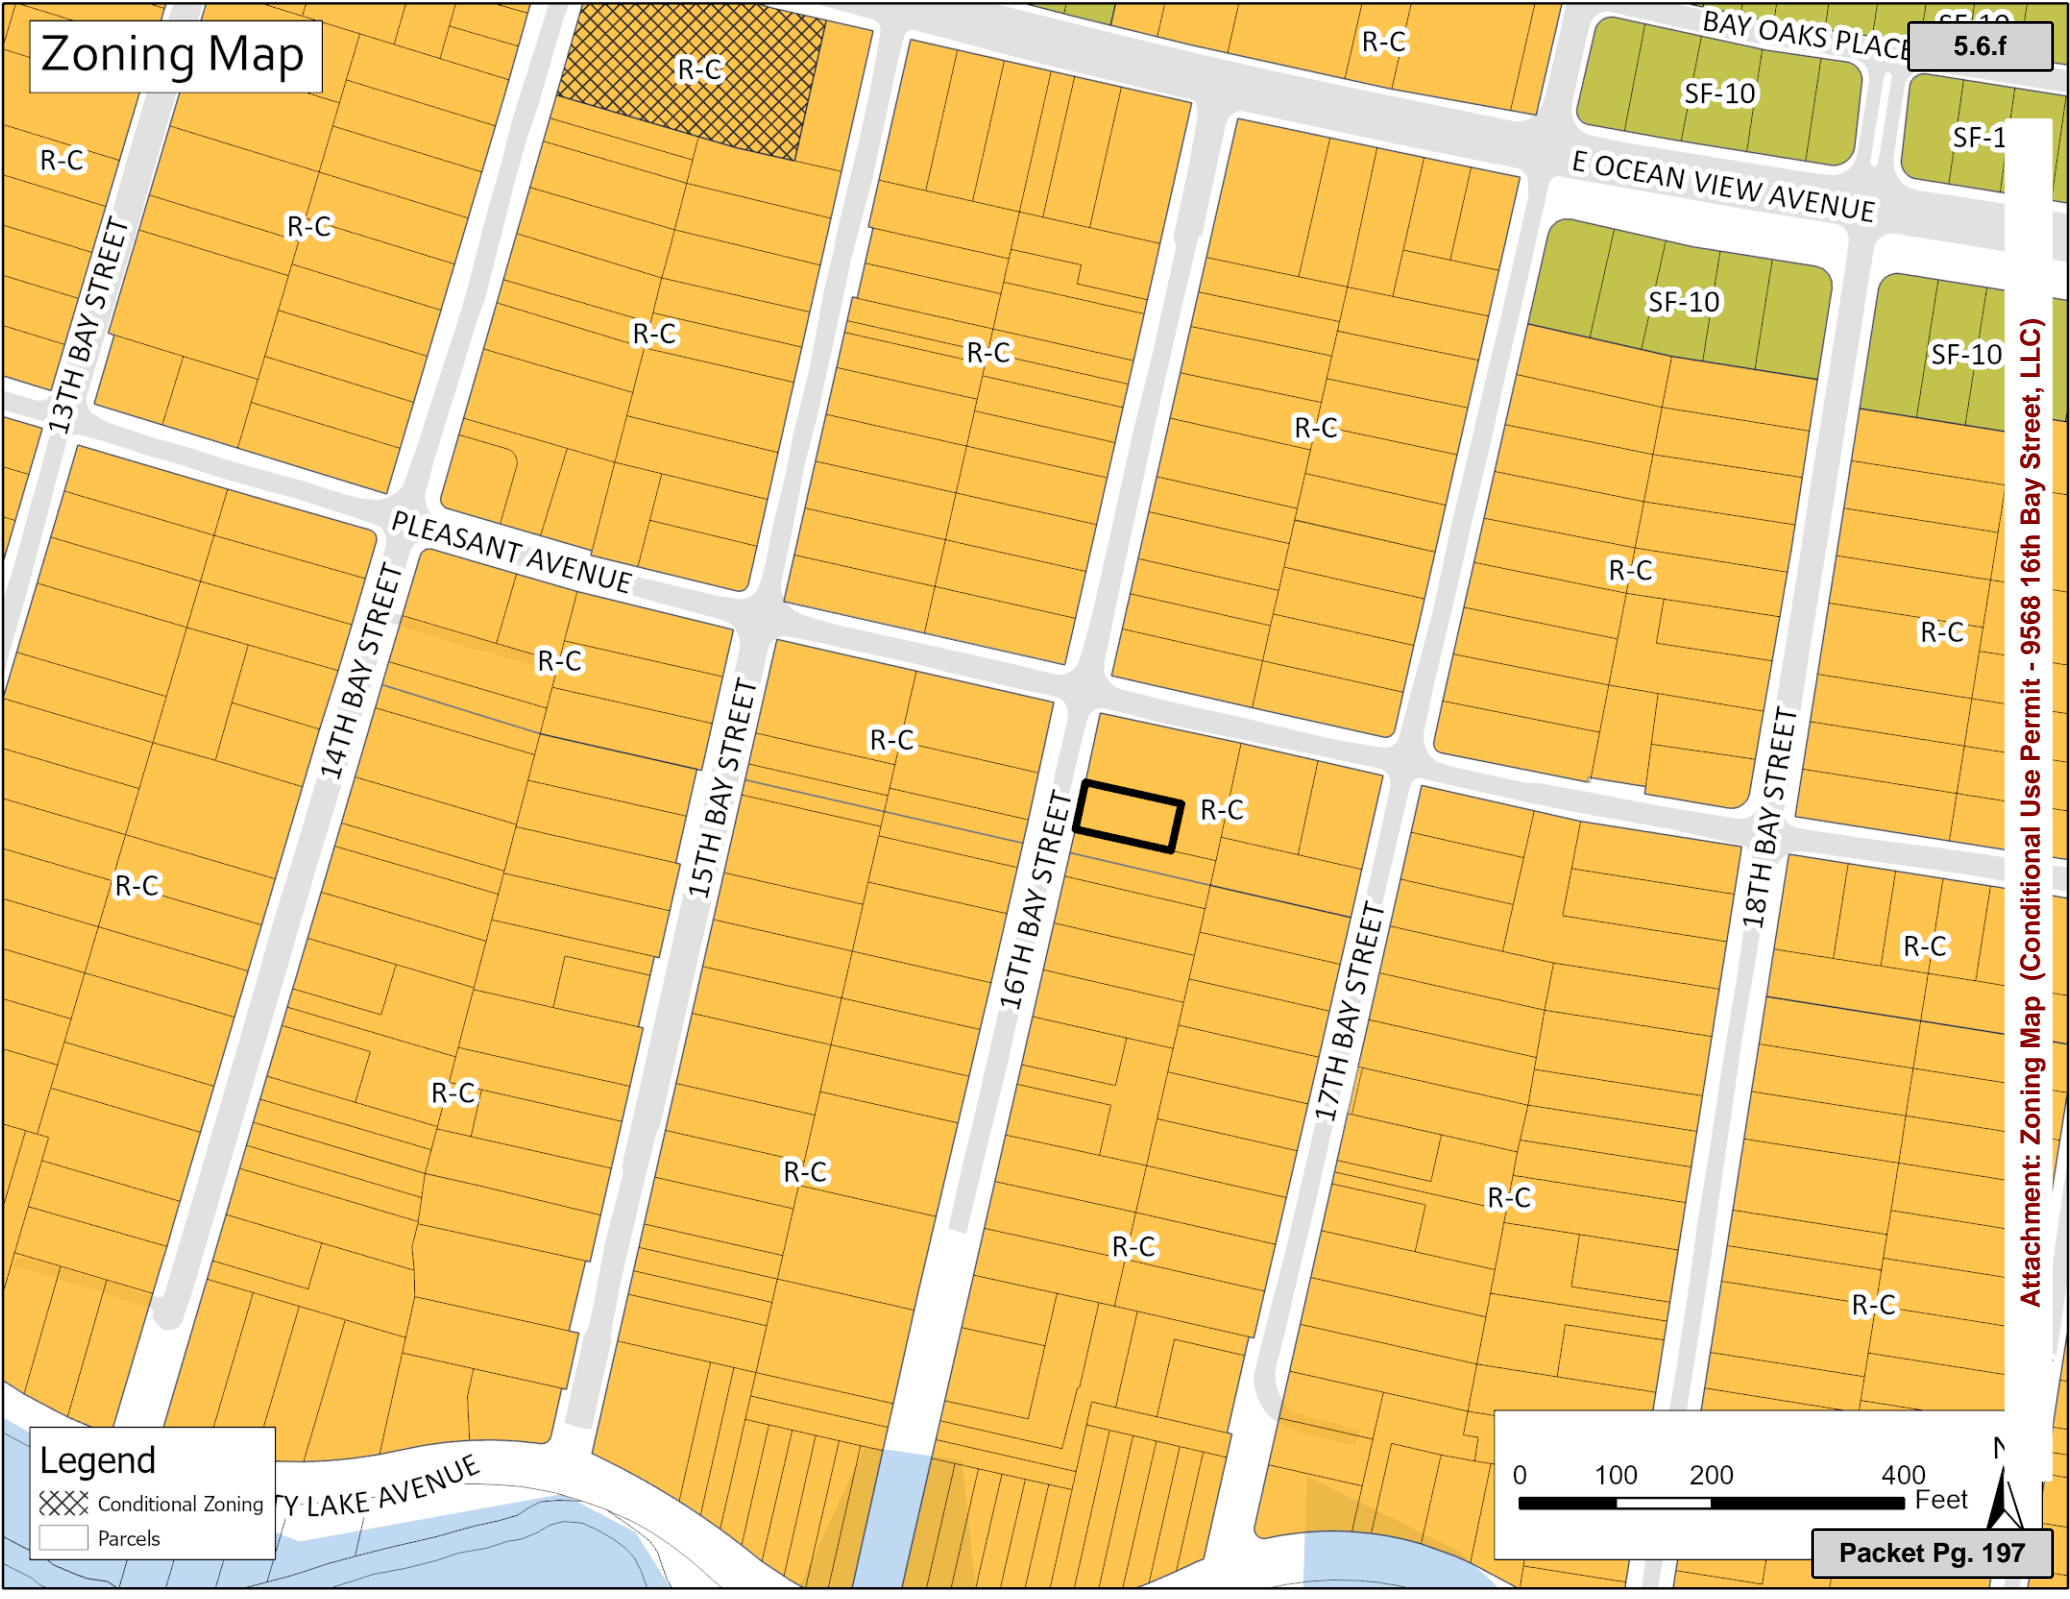 Zoning Map
5.6.f
BAY OAKS PLACE
R-C
R-C
SF-10
R-C
E OCEAN VIEW AVENUE
R-C
SF-10
SF-10
R-C
R-C
R-C
13TH BAY STREET
PLEASANT AVENUE
R-C
R-C
R-C
14TH BAY STREET
R-C
R-C
15TH BAY STREET
16TH BAY STREET
17TH BAY STREET
18TH BAY STREET
R-C
R-C
R-C
R-C
R-C
R-C
R-C
Attachment: Zoning Map (Conditional Use Permit - 9568 16th Bay Street, LLC)
Legend
Conditional Zoning
Parcels
TY LAKE AVENUE
0 100 200 400
Feet
Packet Pg. 197